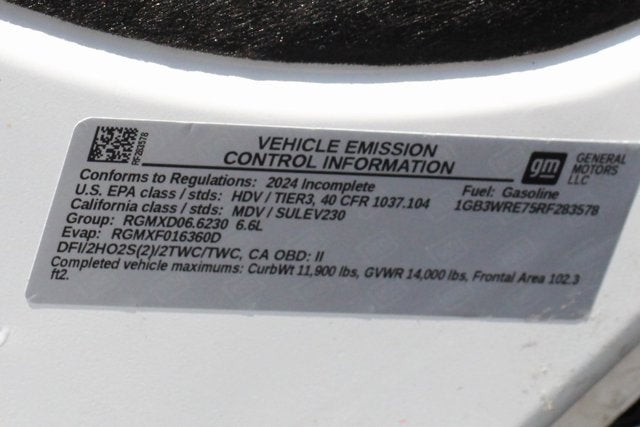 RF283578
VEHICLE EMISSION
CONTROL INFORMATION
gm
GENERAL
MOTORS
LLC
Conforms to Regulations: 2024 Incomplete
Fuel: Gasoline
U.S. EPA class / stds: HDV / TIER3, 40 CFR 1037.104
1GB3WRE75RF283578
California class / stds: MDV / SULEV230
Group: RGMXD06.6230 6.6L
Evap: RGMXF016360D
DFI/2HO2S(2)/2TWC/TWC, CA OBD: II
Completed vehicle maximums: CurbWt 11,900 lbs, GVWR 14,000 lbs, Frontal Area 102.3
ft2.